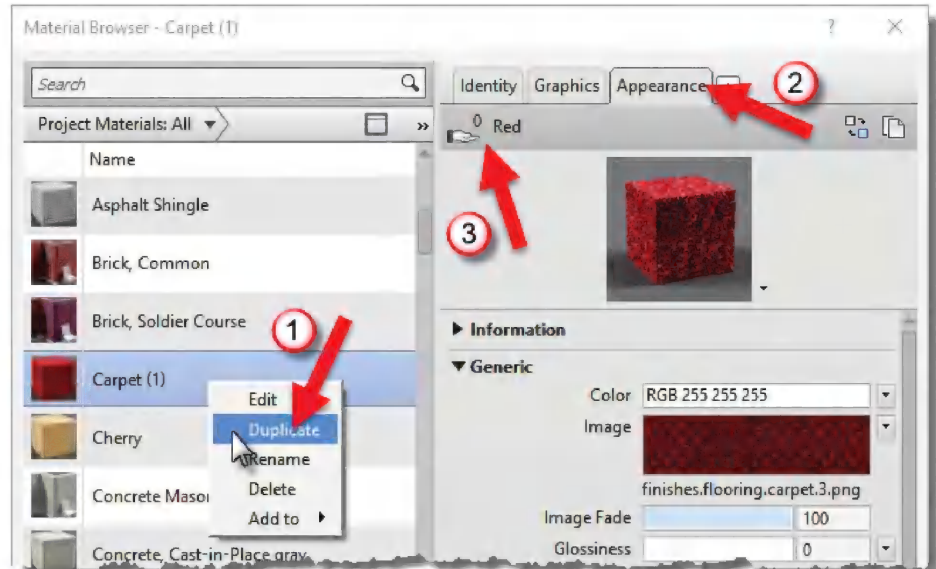 Material Browser - Carpet (1)
? ×
Search
Identity Graphics Appearance
2
Project Materials: All
»
0 Red
Name
Asphalt Shingle
3
Brick, Common
Brick, Soldier Course
1
Information
Generic
Carpet (1)
Color RGB 255 255 255
Edit
Image
Duplicate
Cherry
Rename
Delete
finishes.flooring.carpet.3.png
Concrete Mason
Add to
Image Fade 100
Glossiness 0
Concrete, Cast-in-Place gray